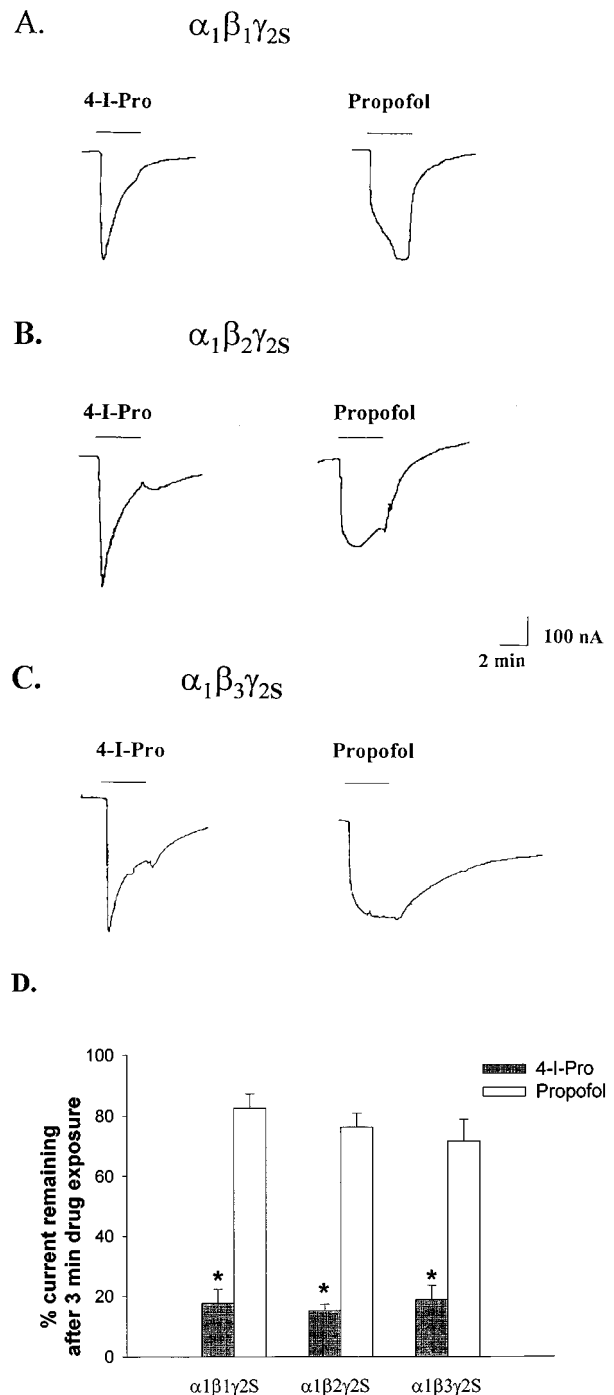 A. α₁β₁γ₂S
4-I-Pro Propofol
B. α₁β₂γ₂S
4-I-Pro Propofol
100 nA
2 min
C. α₁β₃γ₂S
4-I-Pro Propofol
D.
% current remaining
after 3 min drug exposure
100
80
60
40
20
0
4-I-Pro
Propofol
* * *
α1β1γ2S α1β2γ2S α1β3γ2S